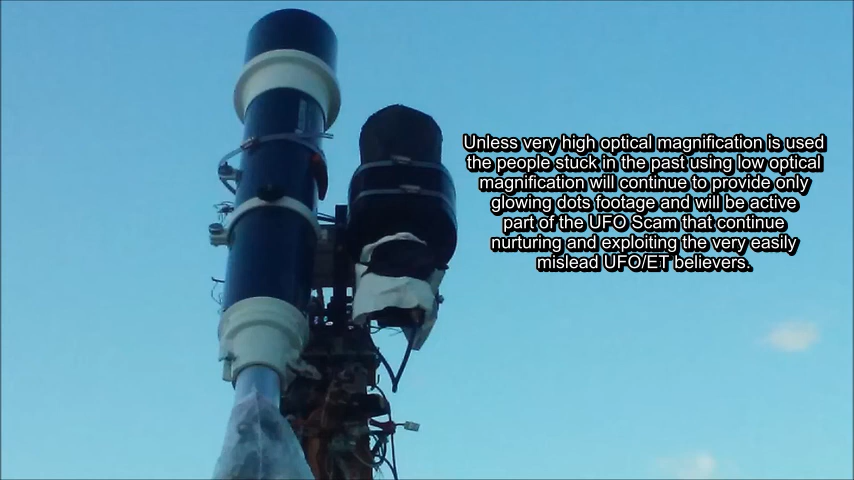 Unless very high optical magnification is used
the people stuck in the past using low optical
magnification will continue to provide only
glowing dots footage and will be active
part of the UFO Scam that continue
nurturing and exploiting the very easily
mislead UFO/ET believers.